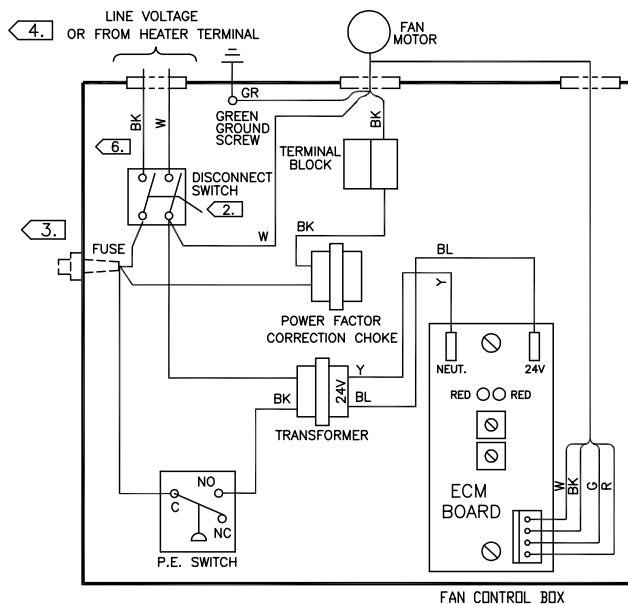 4.
LINE VOLTAGE
OR FROM HEATER TERMINAL
FAN
MOTOR
GR
GREEN
GROUND
SCREW
BK
W
BK
6.
TERMINAL
BLOCK
DISCONNECT
SWITCH
2.
3.
FUSE
W
BK
BL
Y
POWER FACTOR
CORRECTION CHOKE
NEUT.
24V
Y
24V
BK
BL
RED
RED
TRANSFORMER
NO
C
NC
P.E. SWITCH
ECM
BOARD
W
BK
G
R
FAN CONTROL BOX